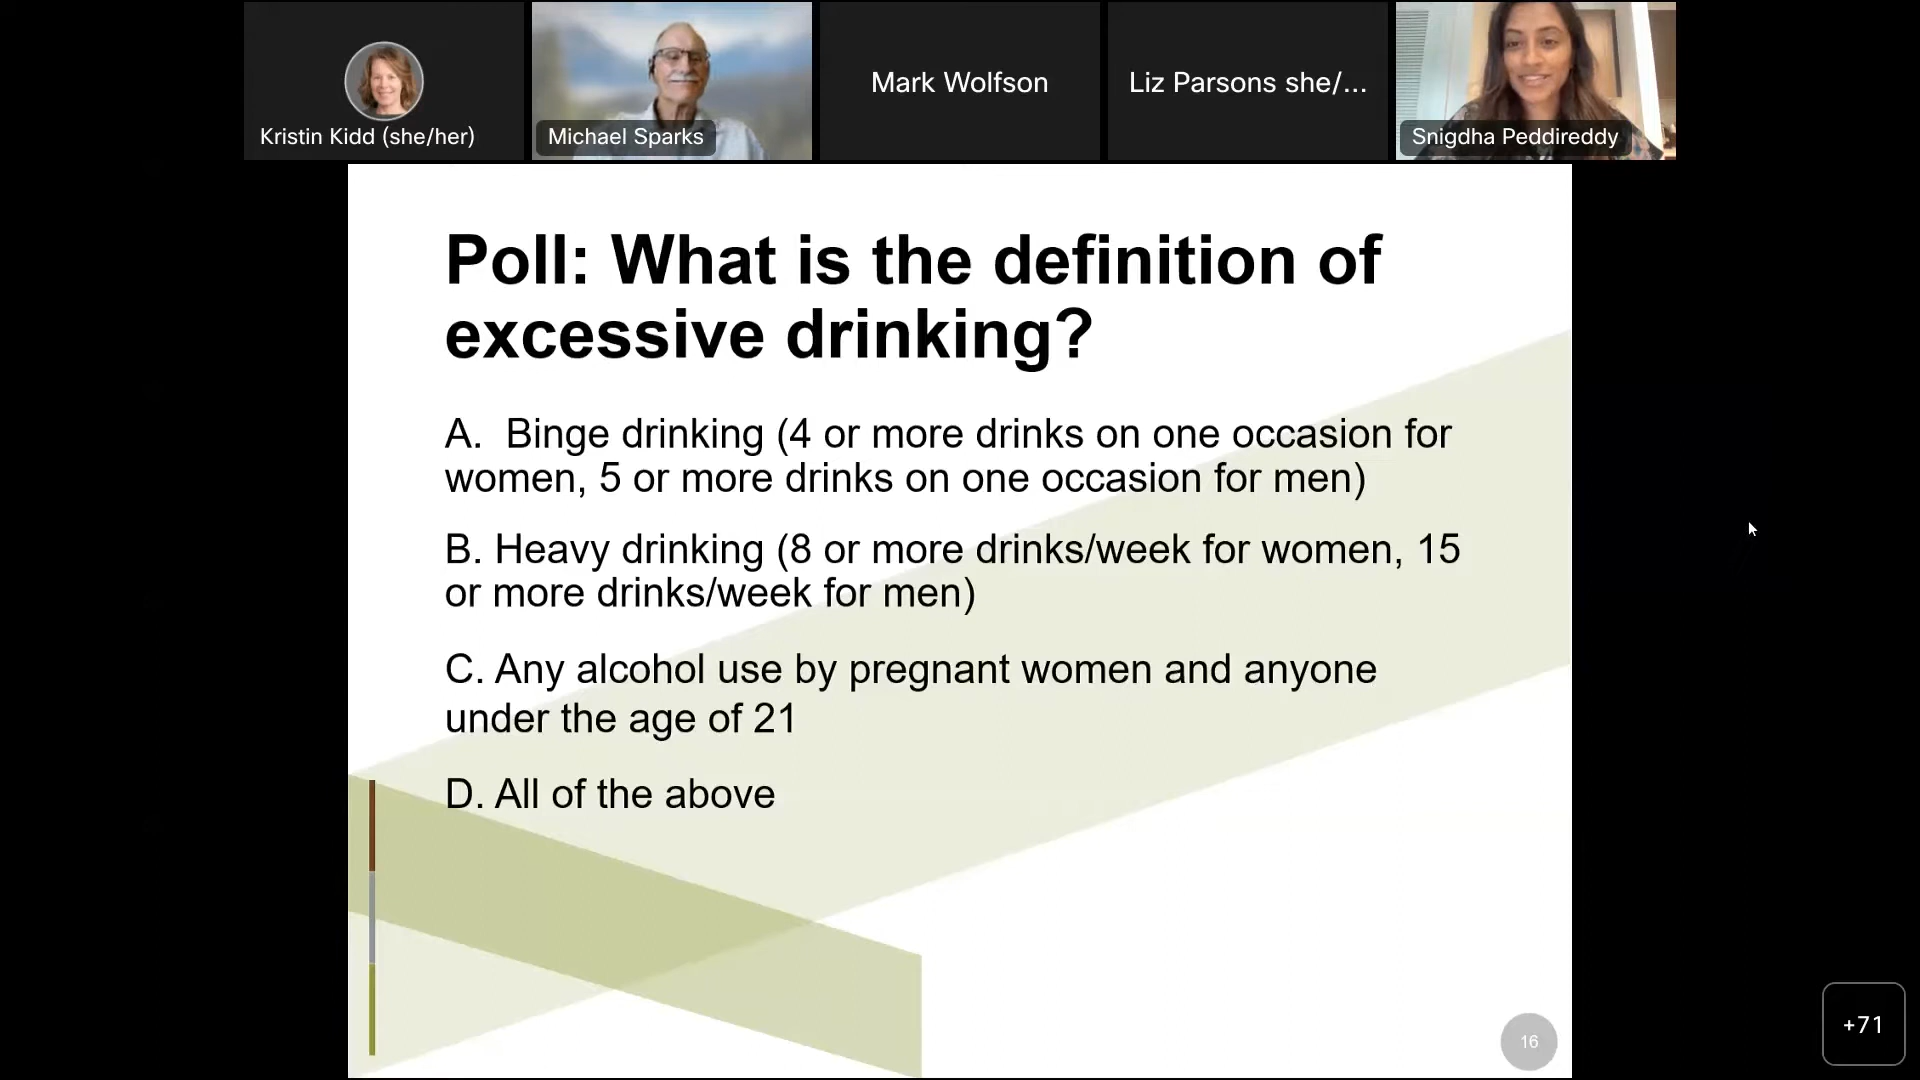 Kristin Kidd (she/her)
Michael Sparks
Mark Wolfson
Liz Parsons she/...
Snigdha Peddireddy
Poll: What is the definition of
excessive drinking?
A.  Binge drinking (4 or more drinks on one occasion for
women, 5 or more drinks on one occasion for men)
B. Heavy drinking (8 or more drinks/week for women, 15
or more drinks/week for men)
C. Any alcohol use by pregnant women and anyone
under the age of 21
D. All of the above
16
+71